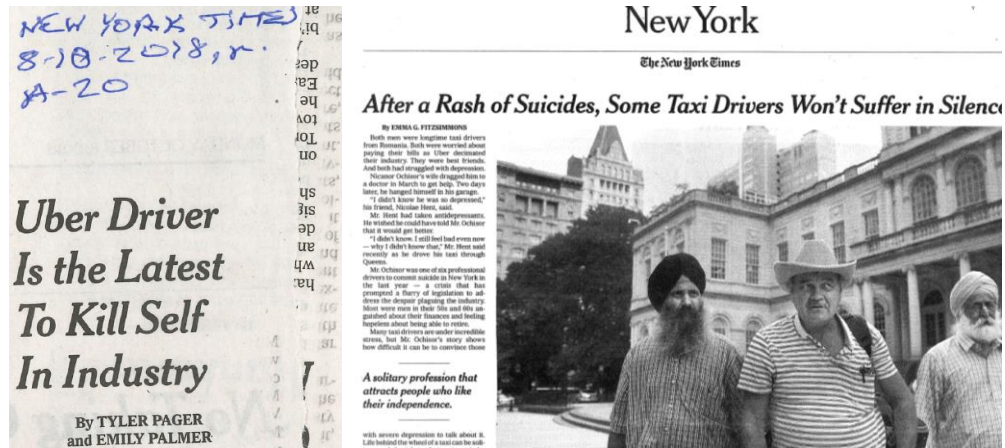 NEW YORK TIMES
8-10-2018, p.
A-20
Uber Driver
Is the Latest
To Kill Self
In Industry
By TYLER PAGER
and EMILY PALMER
New York
The New York Times
After a Rash of Suicides, Some Taxi Drivers Won't Suffer in Silence
By EMMA G. FITZSIMMONS
Both men were longtime taxi drivers
from Romania. Both were worried about
paying their bills as Uber decimated
their industry. They were best friends.
And both had struggled with depression.
Nicanor Ochisor's wife dragged him to
a doctor in March to get help. Two days
later, he hanged himself in his garage.
"I didn't know he was so depressed,"
his friend, Nicolae Hent, said.
Mr. Hent had taken antidepressants.
He wished he could have told Mr. Ochisor
that it would get better.
"I didn't know. I still feel bad even now
— why I didn't know that," Mr. Hent said
recently as he drove his taxi through
Queens.
Mr. Ochisor was one of six professional
drivers to commit suicide in New York in
the last year — a crisis that has
prompted a flurry of legislation to ad-
dress the despair plaguing the industry.
Most were men in their 50s and 60s an-
guished about their finances and feeling
hopeless about being able to retire.
Many taxi drivers are under incredible
stress, but Mr. Ochisor's story shows
how difficult it can be to convince those
A solitary profession that
attracts people who like
their independence.
with severe depression to talk about it.
Life behind the wheel of a taxi can be soli-